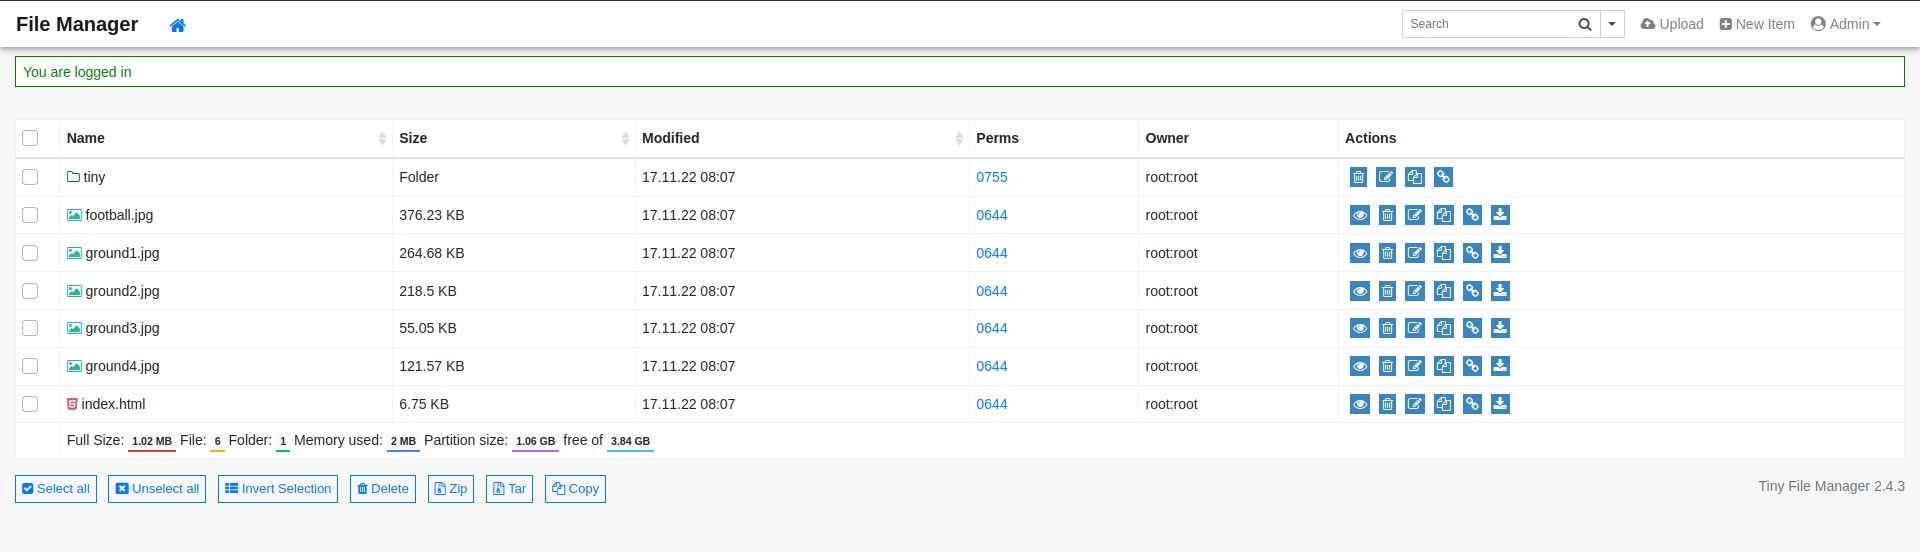 File Manager Search Upload New Item Admin
You are logged in
Name Size Modified Perms Owner Actions
tiny Folder 17.11.22 08:07 0755 root:root
football.jpg 376.23 KB 17.11.22 08:07 0644 root:root
ground1.jpg 264.68 KB 17.11.22 08:07 0644 root:root
ground2.jpg 218.5 KB 17.11.22 08:07 0644 root:root
ground3.jpg 55.05 KB 17.11.22 08:07 0644 root:root
ground4.jpg 121.57 KB 17.11.22 08:07 0644 root:root
index.html 6.75 KB 17.11.22 08:07 0644 root:root
Full Size: 1.02 MB File: 6 Folder: 1 Memory used: 2 MB Partition size: 1.06 GB free of 3.84 GB
Select all Unselect all Invert Selection Delete Zip Tar Copy Tiny File Manager 2.4.3